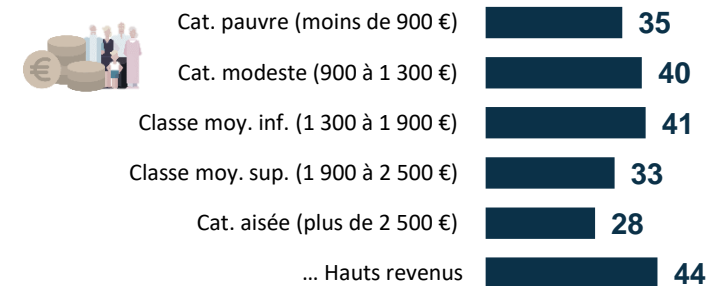 Cat. pauvre (moins de 900 €) 35
Cat. modeste (900 à 1 300 €) 40
Classe moy. inf. (1 300 à 1 900 €) 41
Classe moy. sup. (1 900 à 2 500 €) 33
Cat. aisée (plus de 2 500 €) 28
... Hauts revenus 44
€